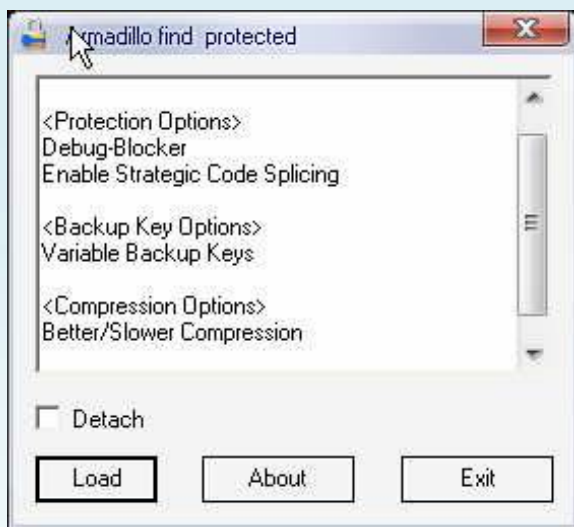 Armadillo find protected
<Protection Options>
Debug-Blocker
Enable Strategic Code Splicing
<Backup Key Options>
Variable Backup Keys
<Compression Options>
Better/Slower Compression
Detach
Load
About
Exit